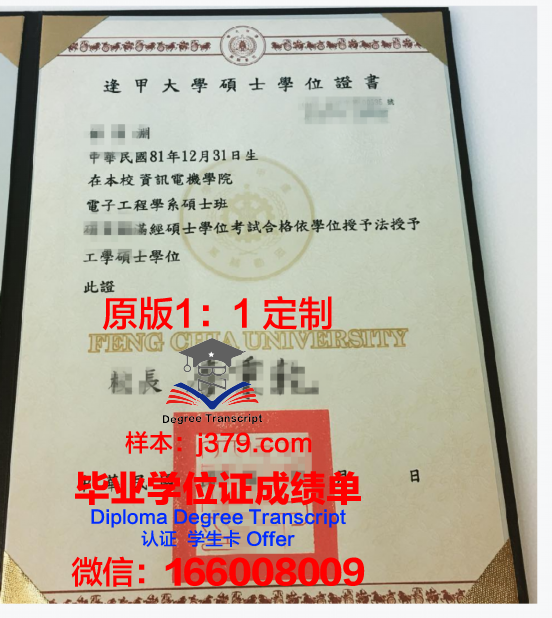 逢甲大學碩士學位證書
號
中華民國81年12月31日生
在本校 資訊電機學院
電子工程學系碩士班
滿經碩士學位考試合格依學位授予法授予
工學碩士學位
此證
原版1：1 定制
FENG CHIA UNIVERSITY
校長
Degree Transcript
样本：j379.com
毕业学位证成绩单
月 日
Diploma Degree Transcript
认证 学生卡 Offer
微信：166008009